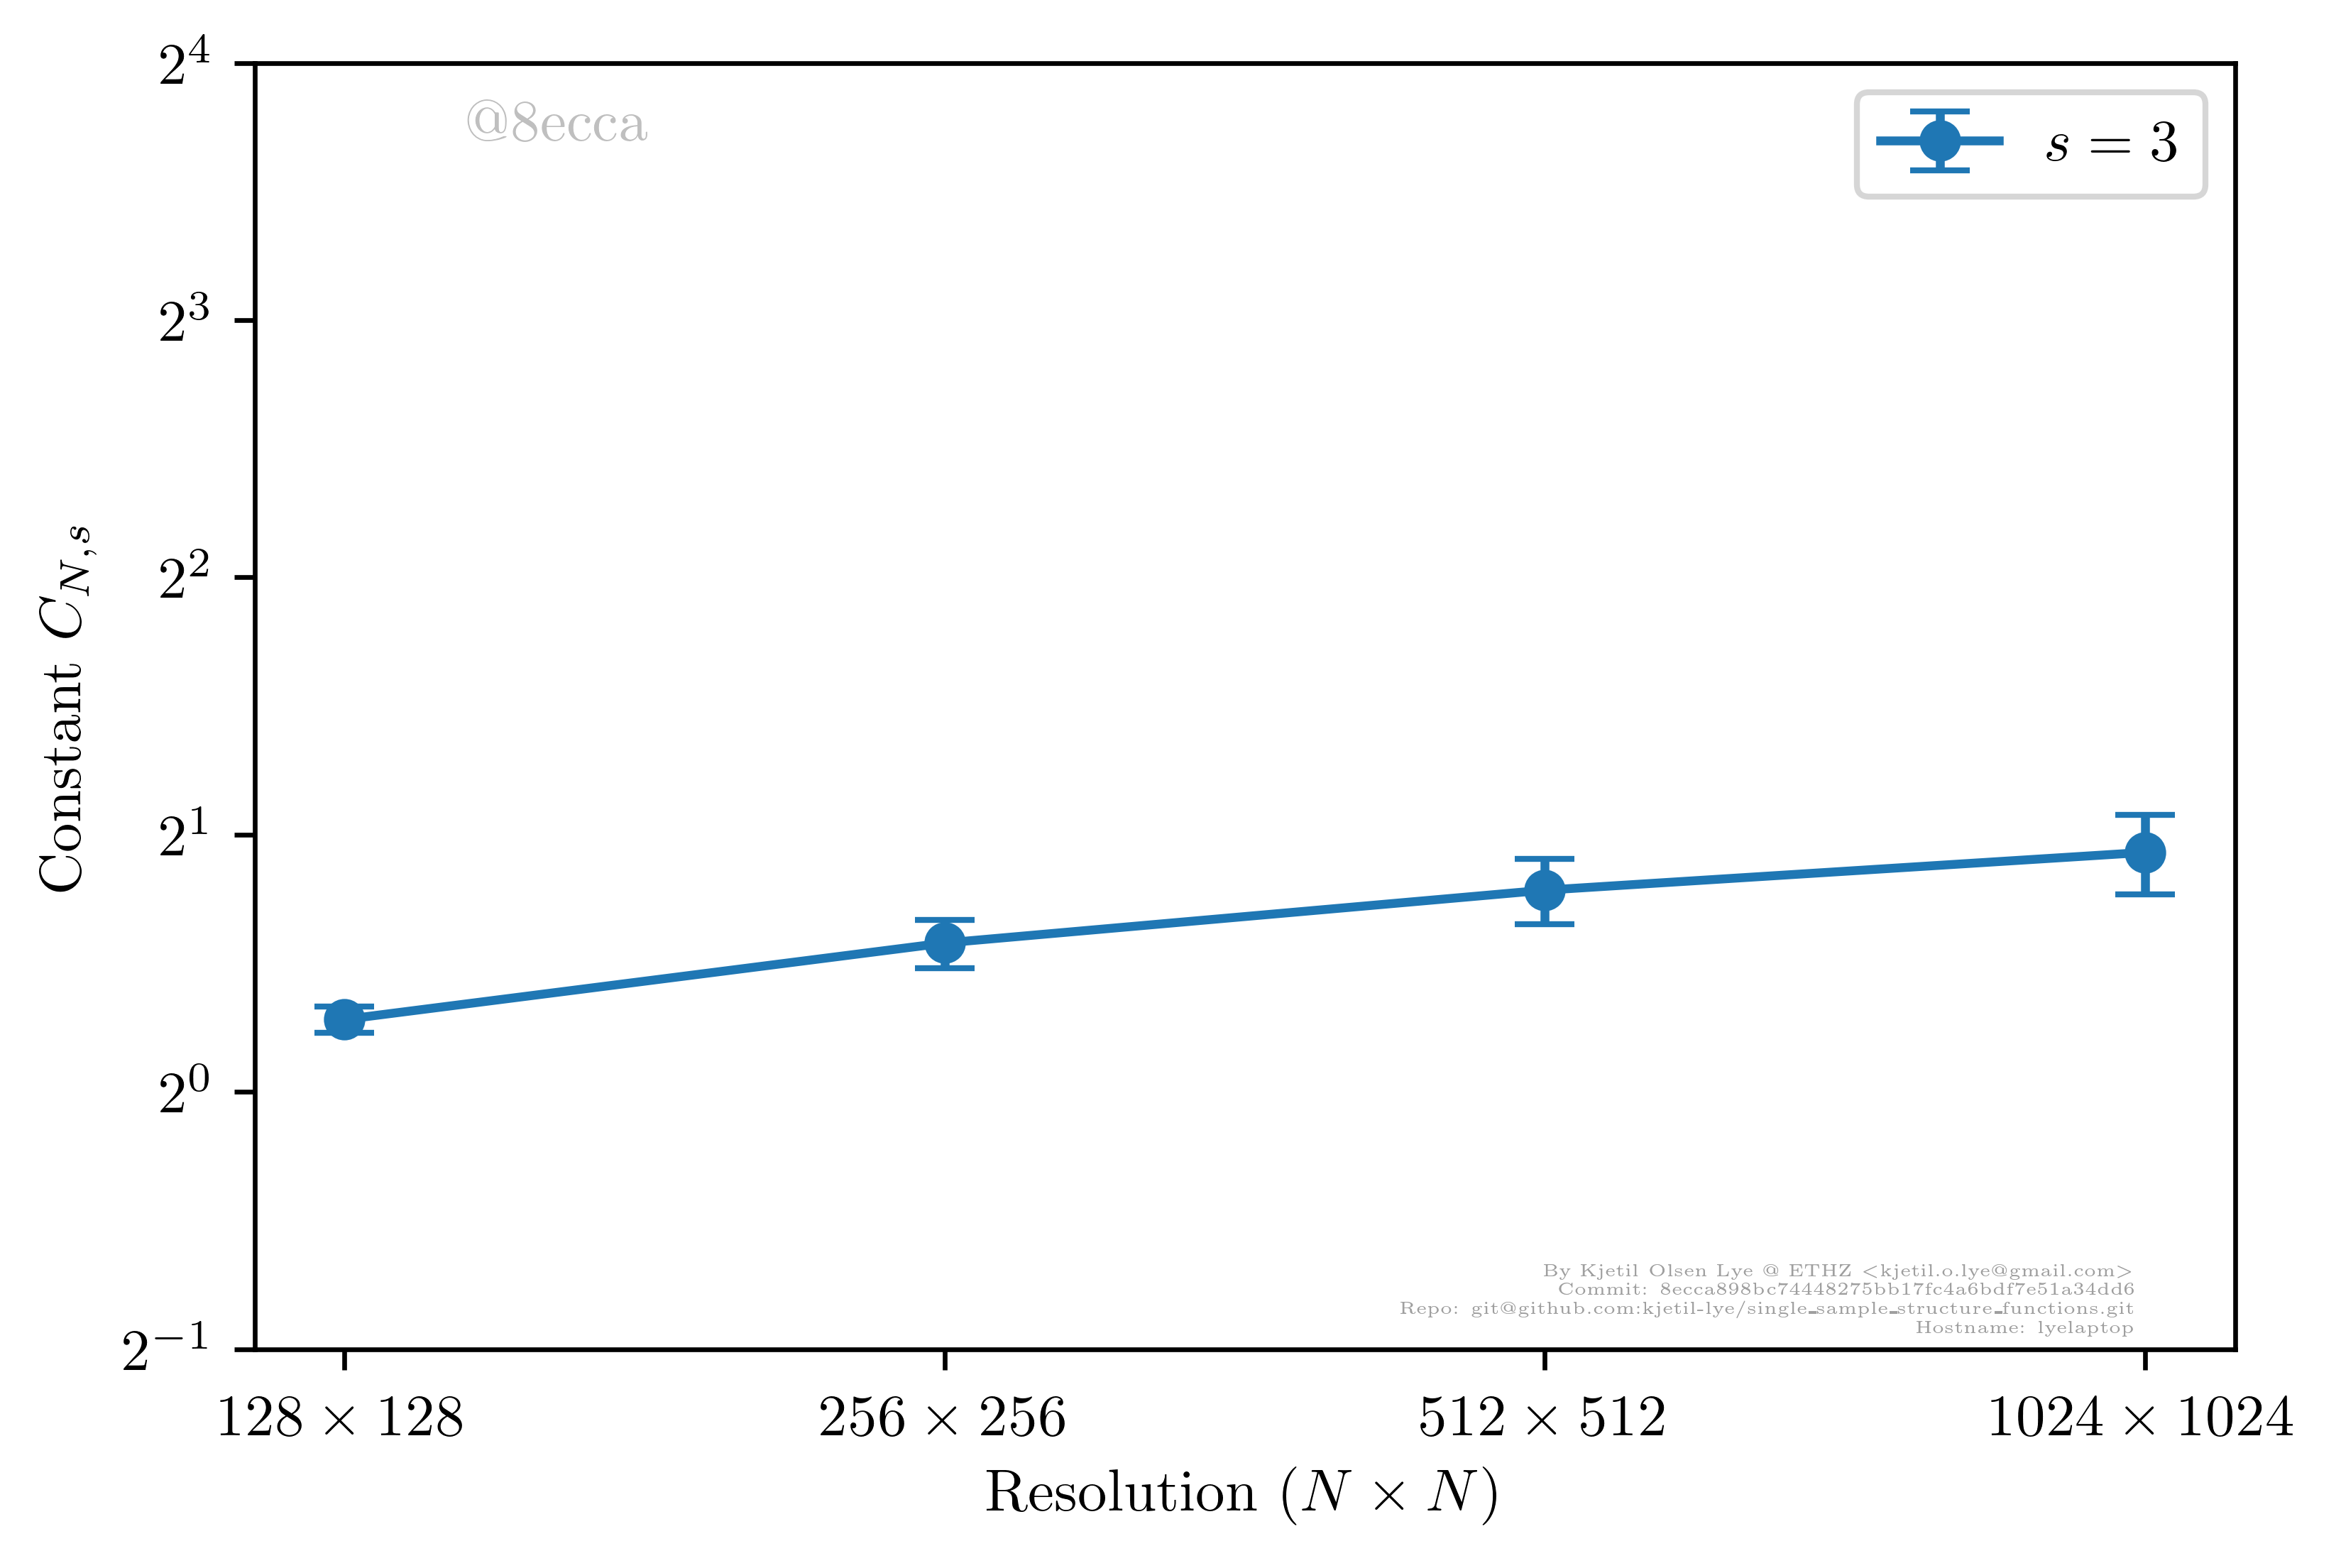 @8ecca
s = 3
2^4
2^3
2^2
2^1
2^0
2^−1
Constant C_{N,s}
By Kjetil Olsen Lye @ ETHZ <kjetil.o.lye@gmail.com>
Commit: 8ecca898bc74448275bb17fc4a6bdf7e51a34dd6
Repo: git@github.com:kjetil-lye/single_sample_structure_functions.git
Hostname: lyelaptop
128 × 128
256 × 256
512 × 512
1024 × 1024
Resolution (N × N)